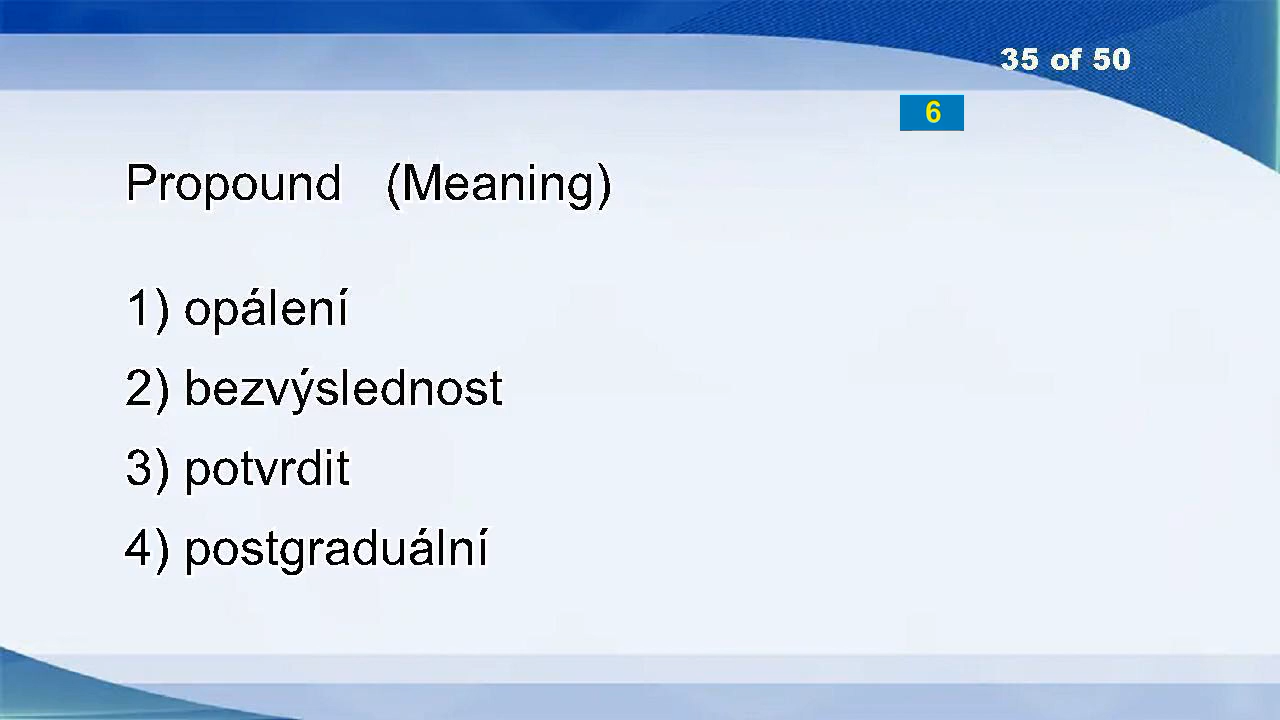 35 of 50
6
Propound (Meaning)
1) opálení
2) bezvýslednost
3) potvrdit
4) postgraduální